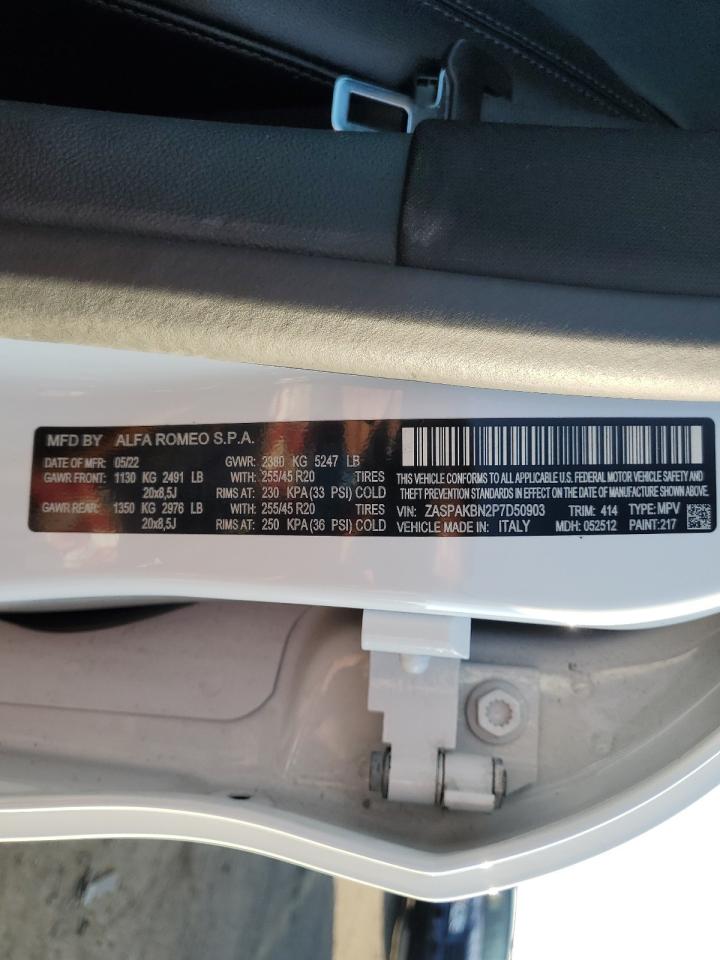 MFD BY ALFA ROMEO S.P.A.
DATE OF MFR: 05/22 GVWR: 2380 KG 5247 LB
GAWR FRONT: 1130 KG 2491 LB WITH: 255/45 R20 TIRES
20x8,5J RIMS AT: 230 KPA (33 PSI) COLD
GAWR REAR: 1350 KG 2976 LB WITH: 255/45 R20 TIRES
20x8,5J RIMS AT: 250 KPA (36 PSI) COLD
THIS VEHICLE CONFORMS TO ALL APPLICABLE U.S. FEDERAL MOTOR VEHICLE SAFETY AND
THEFT PREVENTION STANDARDS IN EFFECT ON THE DATE OF MANUFACTURE SHOWN ABOVE
VIN: ZASPAKBN2P7D50903 TRIM: 414 TYPE: MPV
VEHICLE MADE IN: ITALY MDH: 052512 PAINT: 217